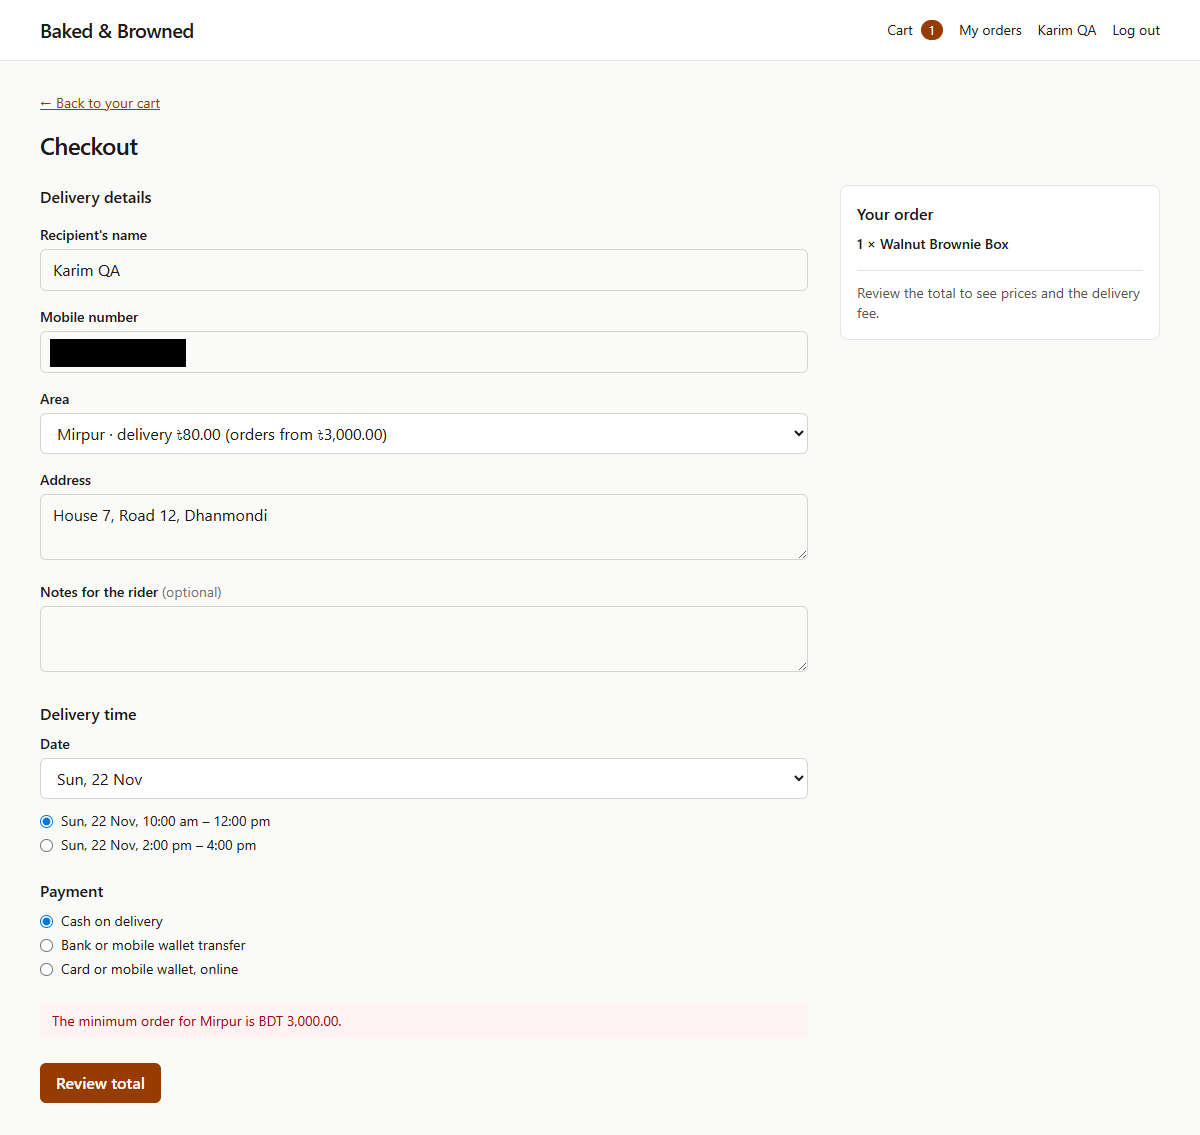 Baked & Browned
Cart 1 My orders Karim QA Log out
← Back to your cart
Checkout
Delivery details
Recipient's name
Karim QA
Mobile number
Area
Mirpur · delivery ৳80.00 (orders from ৳3,000.00)
Address
House 7, Road 12, Dhanmondi
Notes for the rider (optional)
Delivery time
Date
Sun, 22 Nov
Sun, 22 Nov, 10:00 am – 12:00 pm
Sun, 22 Nov, 2:00 pm – 4:00 pm
Payment
Cash on delivery
Bank or mobile wallet transfer
Card or mobile wallet, online
The minimum order for Mirpur is BDT 3,000.00.
Review total
Your order
1 × Walnut Brownie Box
Review the total to see prices and the delivery
fee.